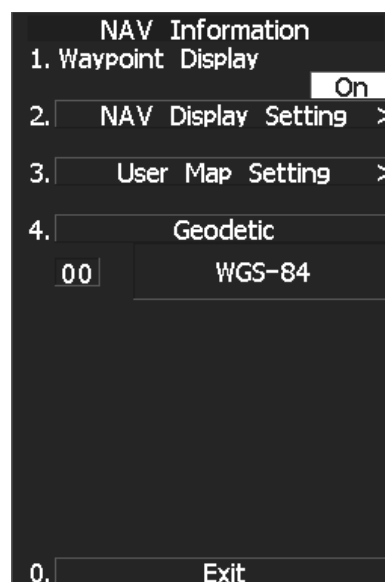 NAV Information
1. Waypoint Display
On
2. NAV Display Setting >
3. User Map Setting >
4. Geodetic
00 WGS-84
0. Exit